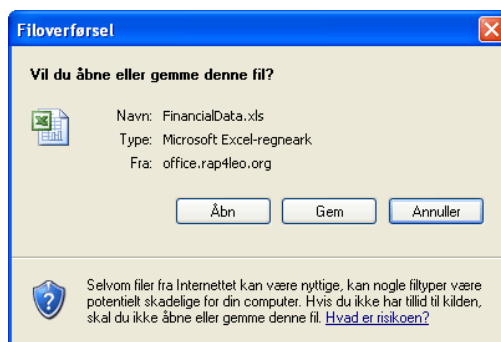 Filoverførsel
Vil du åbne eller gemme denne fil?
Navn: FinancialData.xls
Type: Microsoft Excel-regneark
Fra: office.rap4leo.org
Åbn Gem Annuller
Selvom filer fra Internettet kan være nyttige, kan nogle filtyper være
potentielt skadelige for din computer. Hvis du ikke har tillid til kilden,
skal du ikke åbne eller gemme denne fil. Hvad er risikoen?